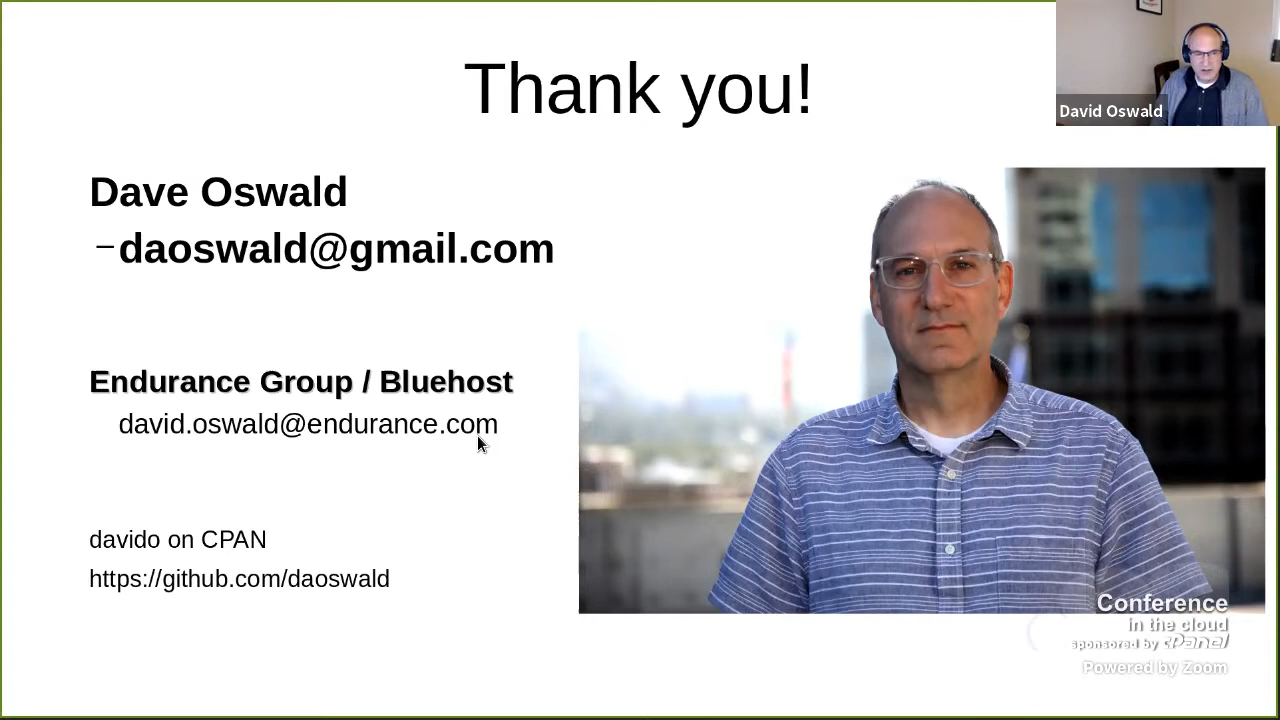 Thank you!
David Oswald
Dave Oswald
–daoswald@gmail.com
Endurance Group / Bluehost
david.oswald@endurance.com
davido on CPAN
https://github.com/daoswald
Conference
in the cloud
sponsored by cPanel
Powered by Zoom